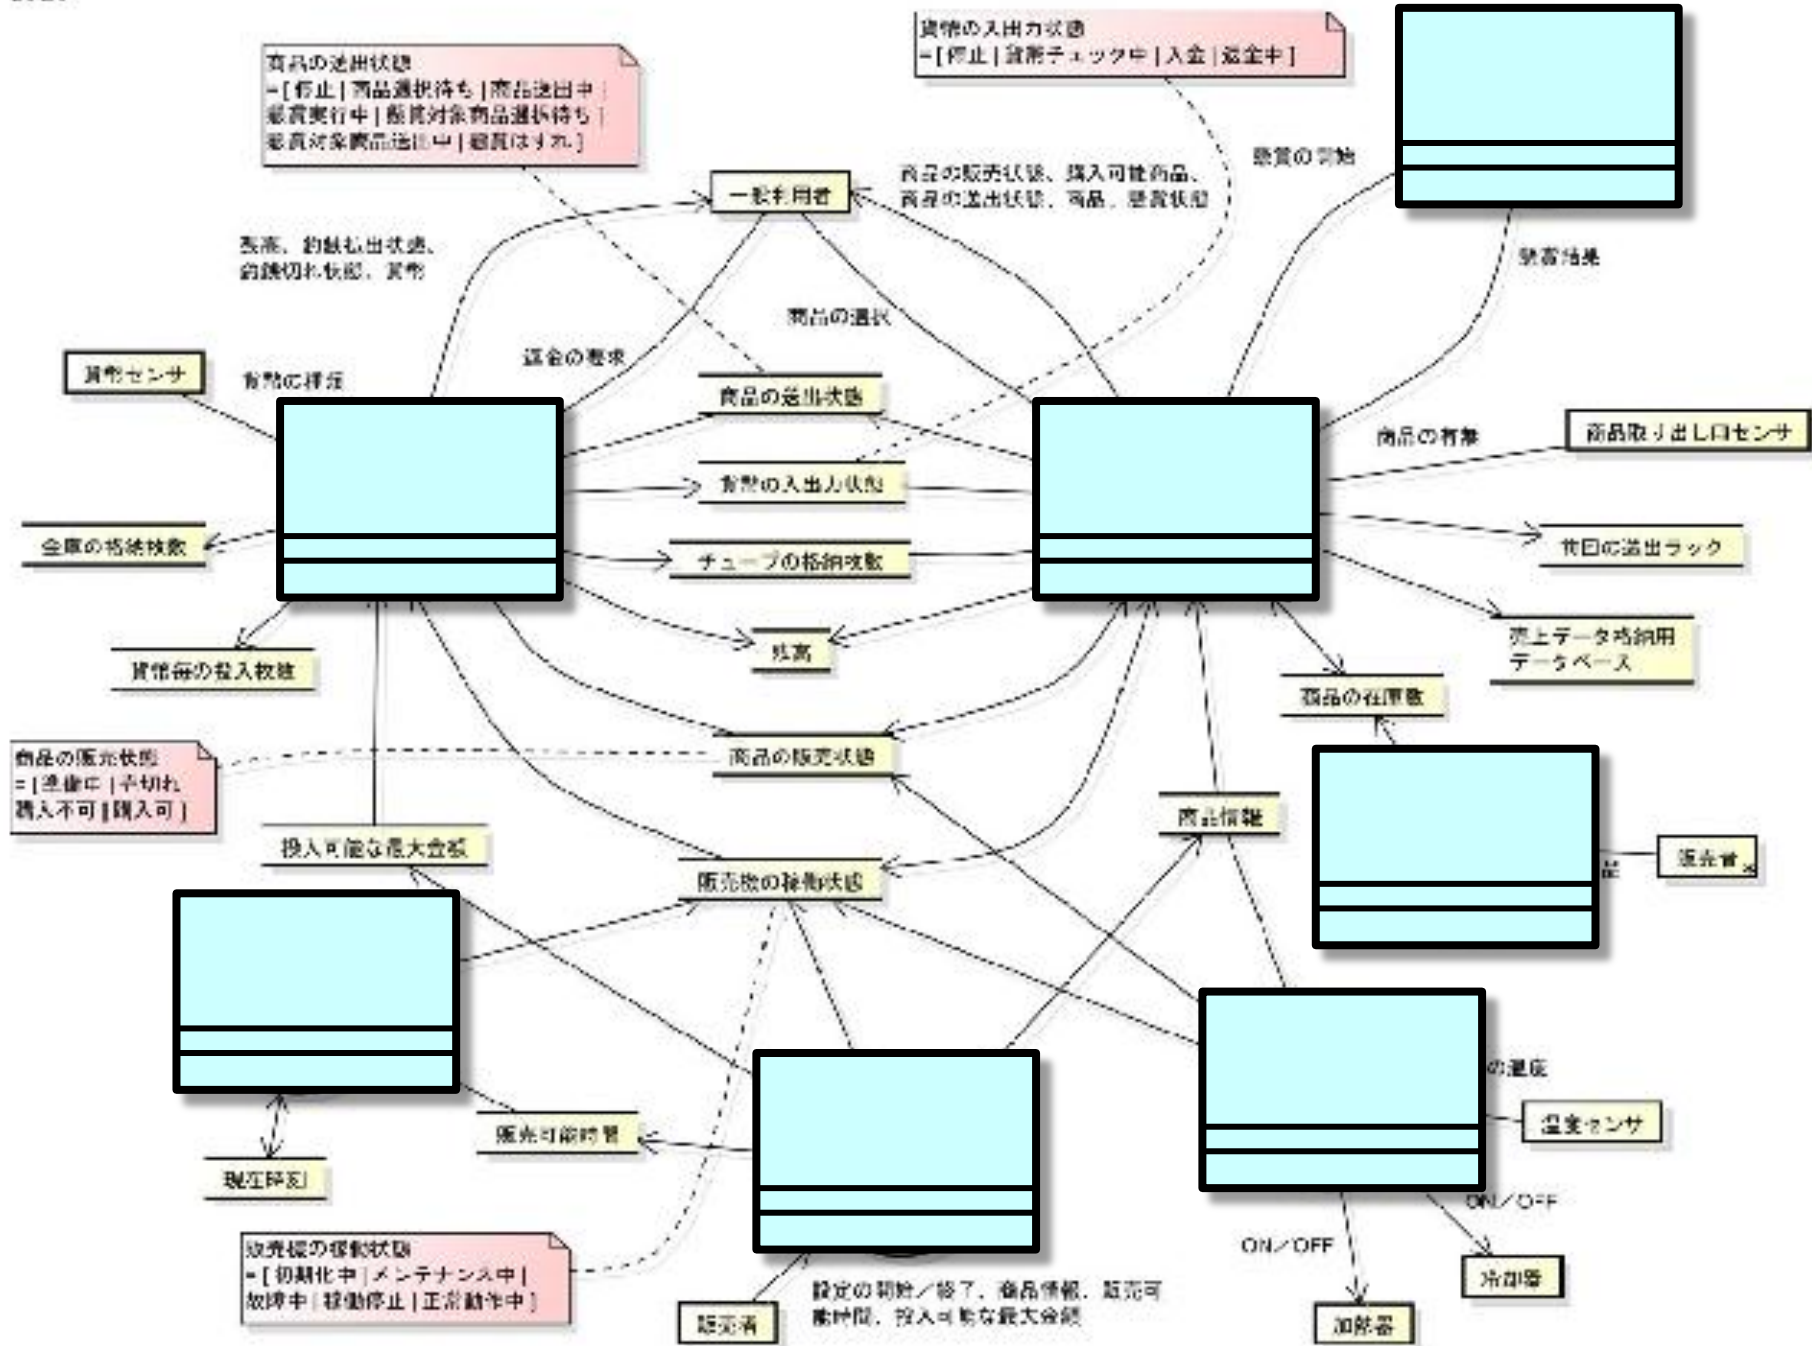 商品の送出状態
=[ 停止 | 商品選択待ち | 商品送出中 |
懸賞実行中 | 懸賞対象商品選択待ち |
懸賞対象商品送出中 | 懸賞はずれ ]
貨幣の入出力状態
=[ 停止 | 貨幣チェック中 | 入金 | 返金中 ]
懸賞の開始
一般利用者
商品の販売状態、購入可能商品、
商品の送出状態、商品、懸賞状態
残高、釣銭払出状態、
釣銭切れ状態、貨幣
懸賞結果
商品の選択
返金の要求
貨幣センサ
貨幣の種類
商品の送出状態
商品の有無
商品取り出し口センサ
貨幣の入出力状態
金庫の格納枚数
チューブの格納枚数
前回の送出ラック
残高
売上データ格納用
データベース
貨幣毎の投入枚数
商品の在庫数
商品の販売状態
商品の販売状態
= [ 準備中 | 売切れ
購入不可 | 購入可 ]
商品情報
投入可能な最大金額
販売機の稼働状態
販売者
の温度
温度センサ
販売可能時間
現在時刻
ON／OFF
ON／OFF
販売機の稼働状態
=[ 初期化中 | メンテナンス中 |
故障中 | 稼働停止 | 正常動作中 ]
冷却器
設定の開始／終了、商品情報、販売可
能時間、投入可能な最大金額
販売者
加熱器